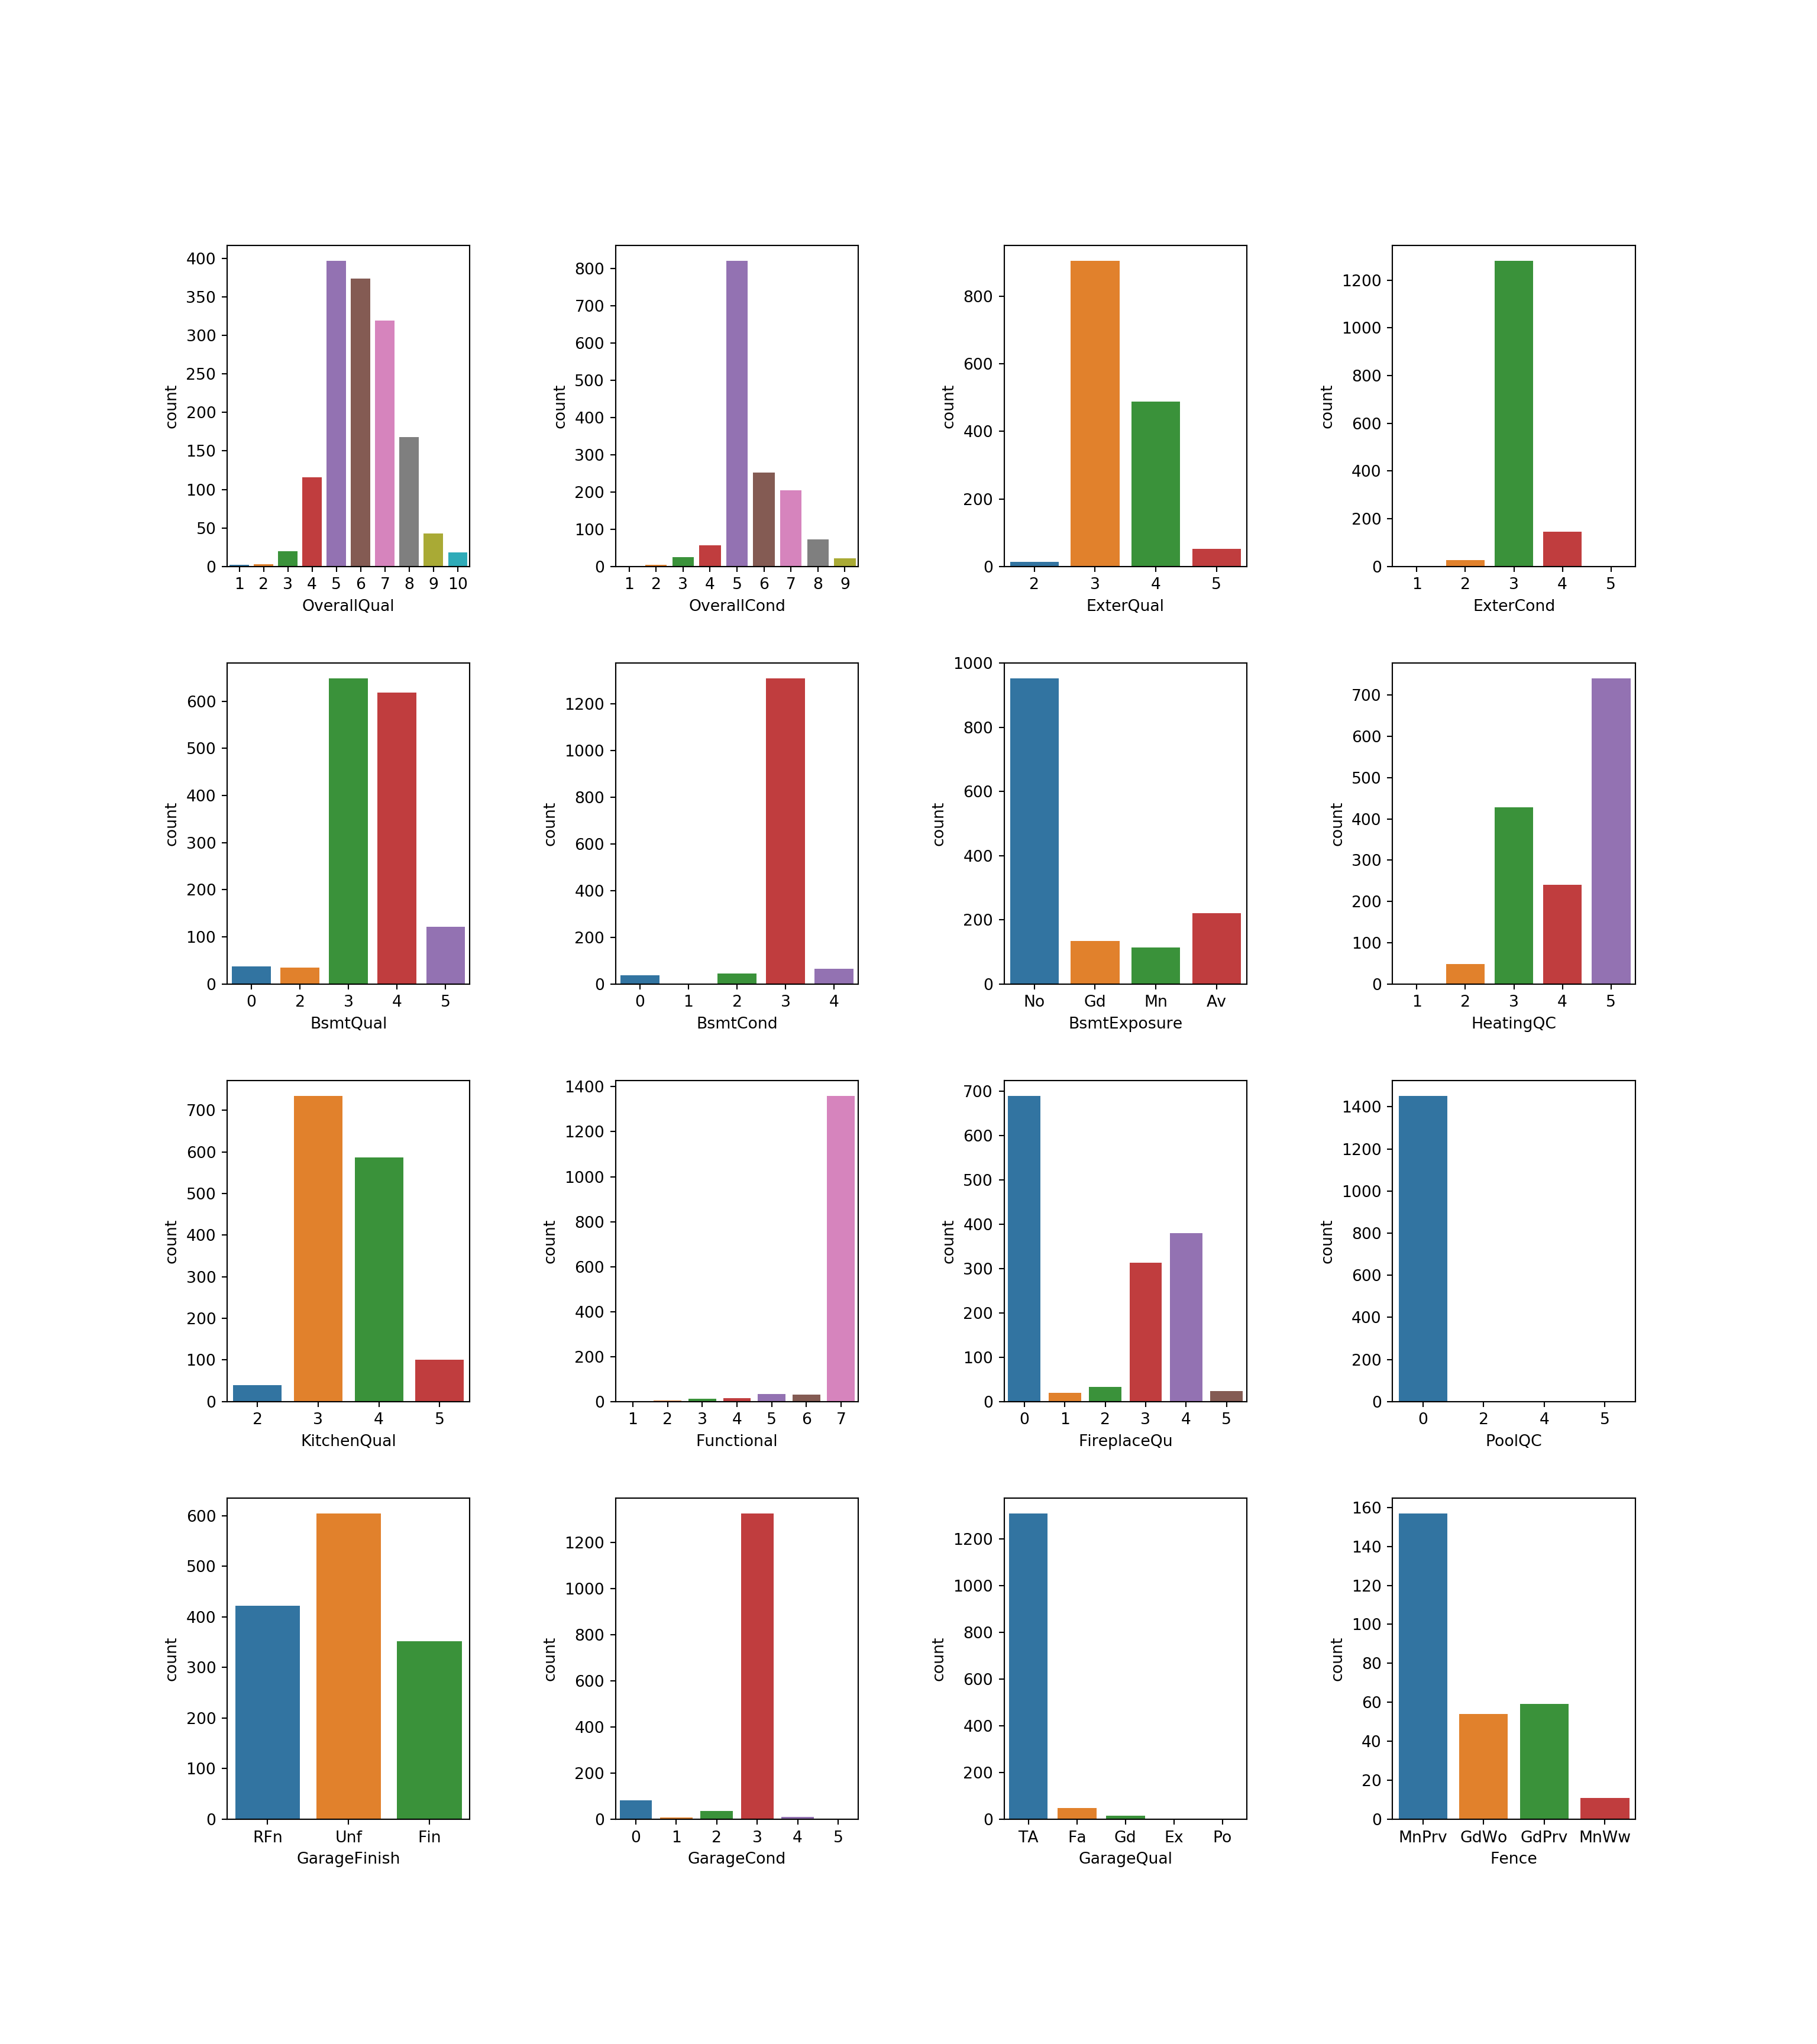 400
350
300
250
200
150
100
50
0
count
1 2 3 4 5 6 7 8 9 10
OverallQual
800
700
600
500
400
300
200
100
0
count
1 2 3 4 5 6 7 8 9
OverallCond
800
600
400
200
0
count
2 3 4 5
ExterQual
1200
1000
800
600
400
200
0
count
1 2 3 4 5
ExterCond
600
500
400
300
200
100
0
count
0 2 3 4 5
BsmtQual
1200
1000
800
600
400
200
0
count
0 1 2 3 4
BsmtCond
1000
800
600
400
200
0
count
No Gd Mn Av
BsmtExposure
700
600
500
400
300
200
100
0
count
1 2 3 4 5
HeatingQC
700
600
500
400
300
200
100
0
count
2 3 4 5
KitchenQual
1400
1200
1000
800
600
400
200
0
count
1 2 3 4 5 6 7
Functional
700
600
500
400
300
200
100
0
count
0 1 2 3 4 5
FireplaceQu
1400
1200
1000
800
600
400
200
0
count
0 2 4 5
PoolQC
600
500
400
300
200
100
0
count
RFn Unf Fin
GarageFinish
1200
1000
800
600
400
200
0
count
0 1 2 3 4 5
GarageCond
1200
1000
800
600
400
200
0
count
TA Fa Gd Ex Po
GarageQual
160
140
120
100
80
60
40
20
0
count
MnPrv GdWo GdPrv MnWw
Fence